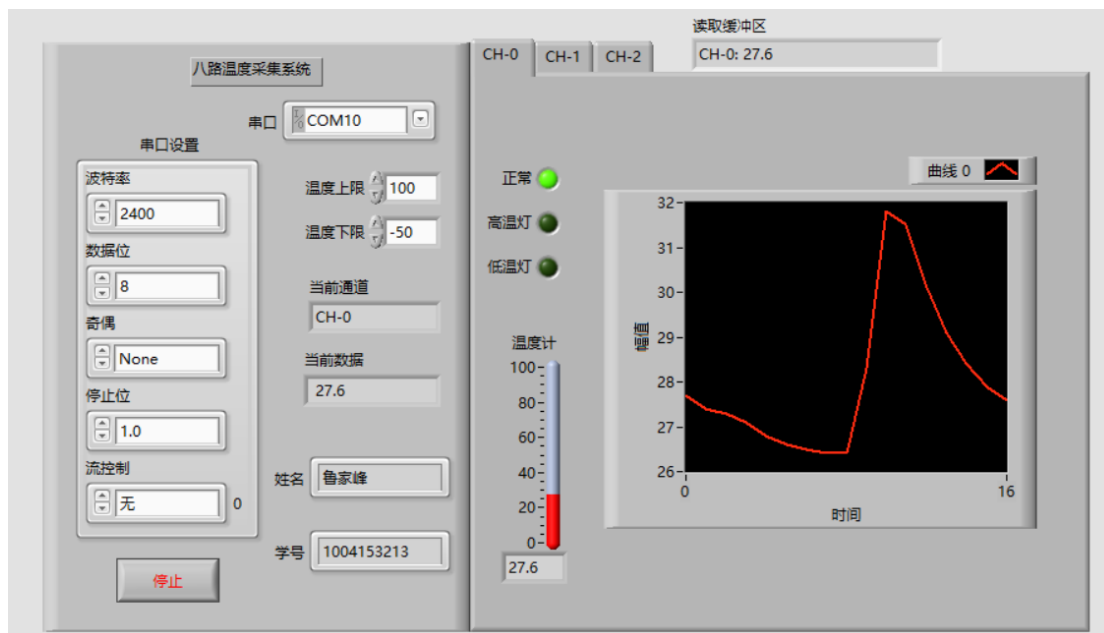 读取缓冲区
CH-0: 27.6
CH-0
CH-1
CH-2
八路温度采集系统
串口
COM10
串口设置
波特率
2400
数据位
8
奇偶
None
停止位
1.0
流控制
无
0
停止
温度上限
100
温度下限
-50
当前通道
CH-0
当前数据
27.6
姓名
鲁家峰
学号
1004153213
正常
高温灯
低温灯
温度计
100
80
60
40
20
0
27.6
曲线 0
幅值
32
31
30
29
28
27
26
0
16
时间